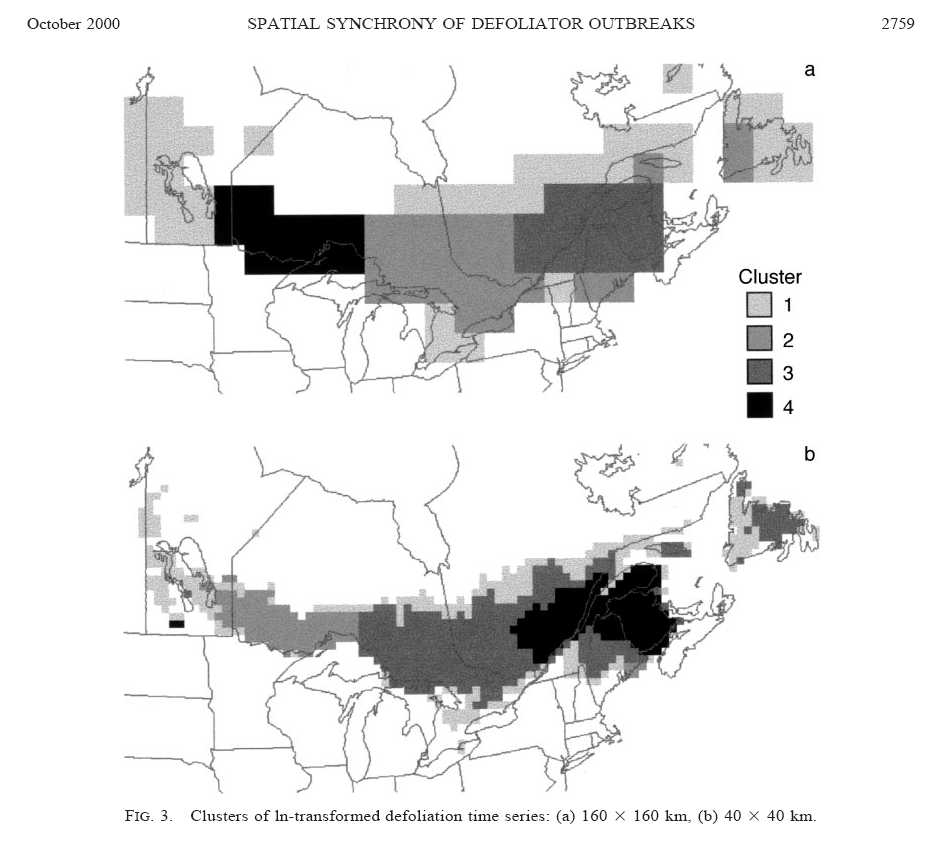 October 2000
SPATIAL SYNCHRONY OF DEFOLIATOR OUTBREAKS
2759
a
Cluster
1
2
3
4
b
FIG. 3. Clusters of ln-transformed defoliation time series: (a) 160 × 160 km, (b) 40 × 40 km.